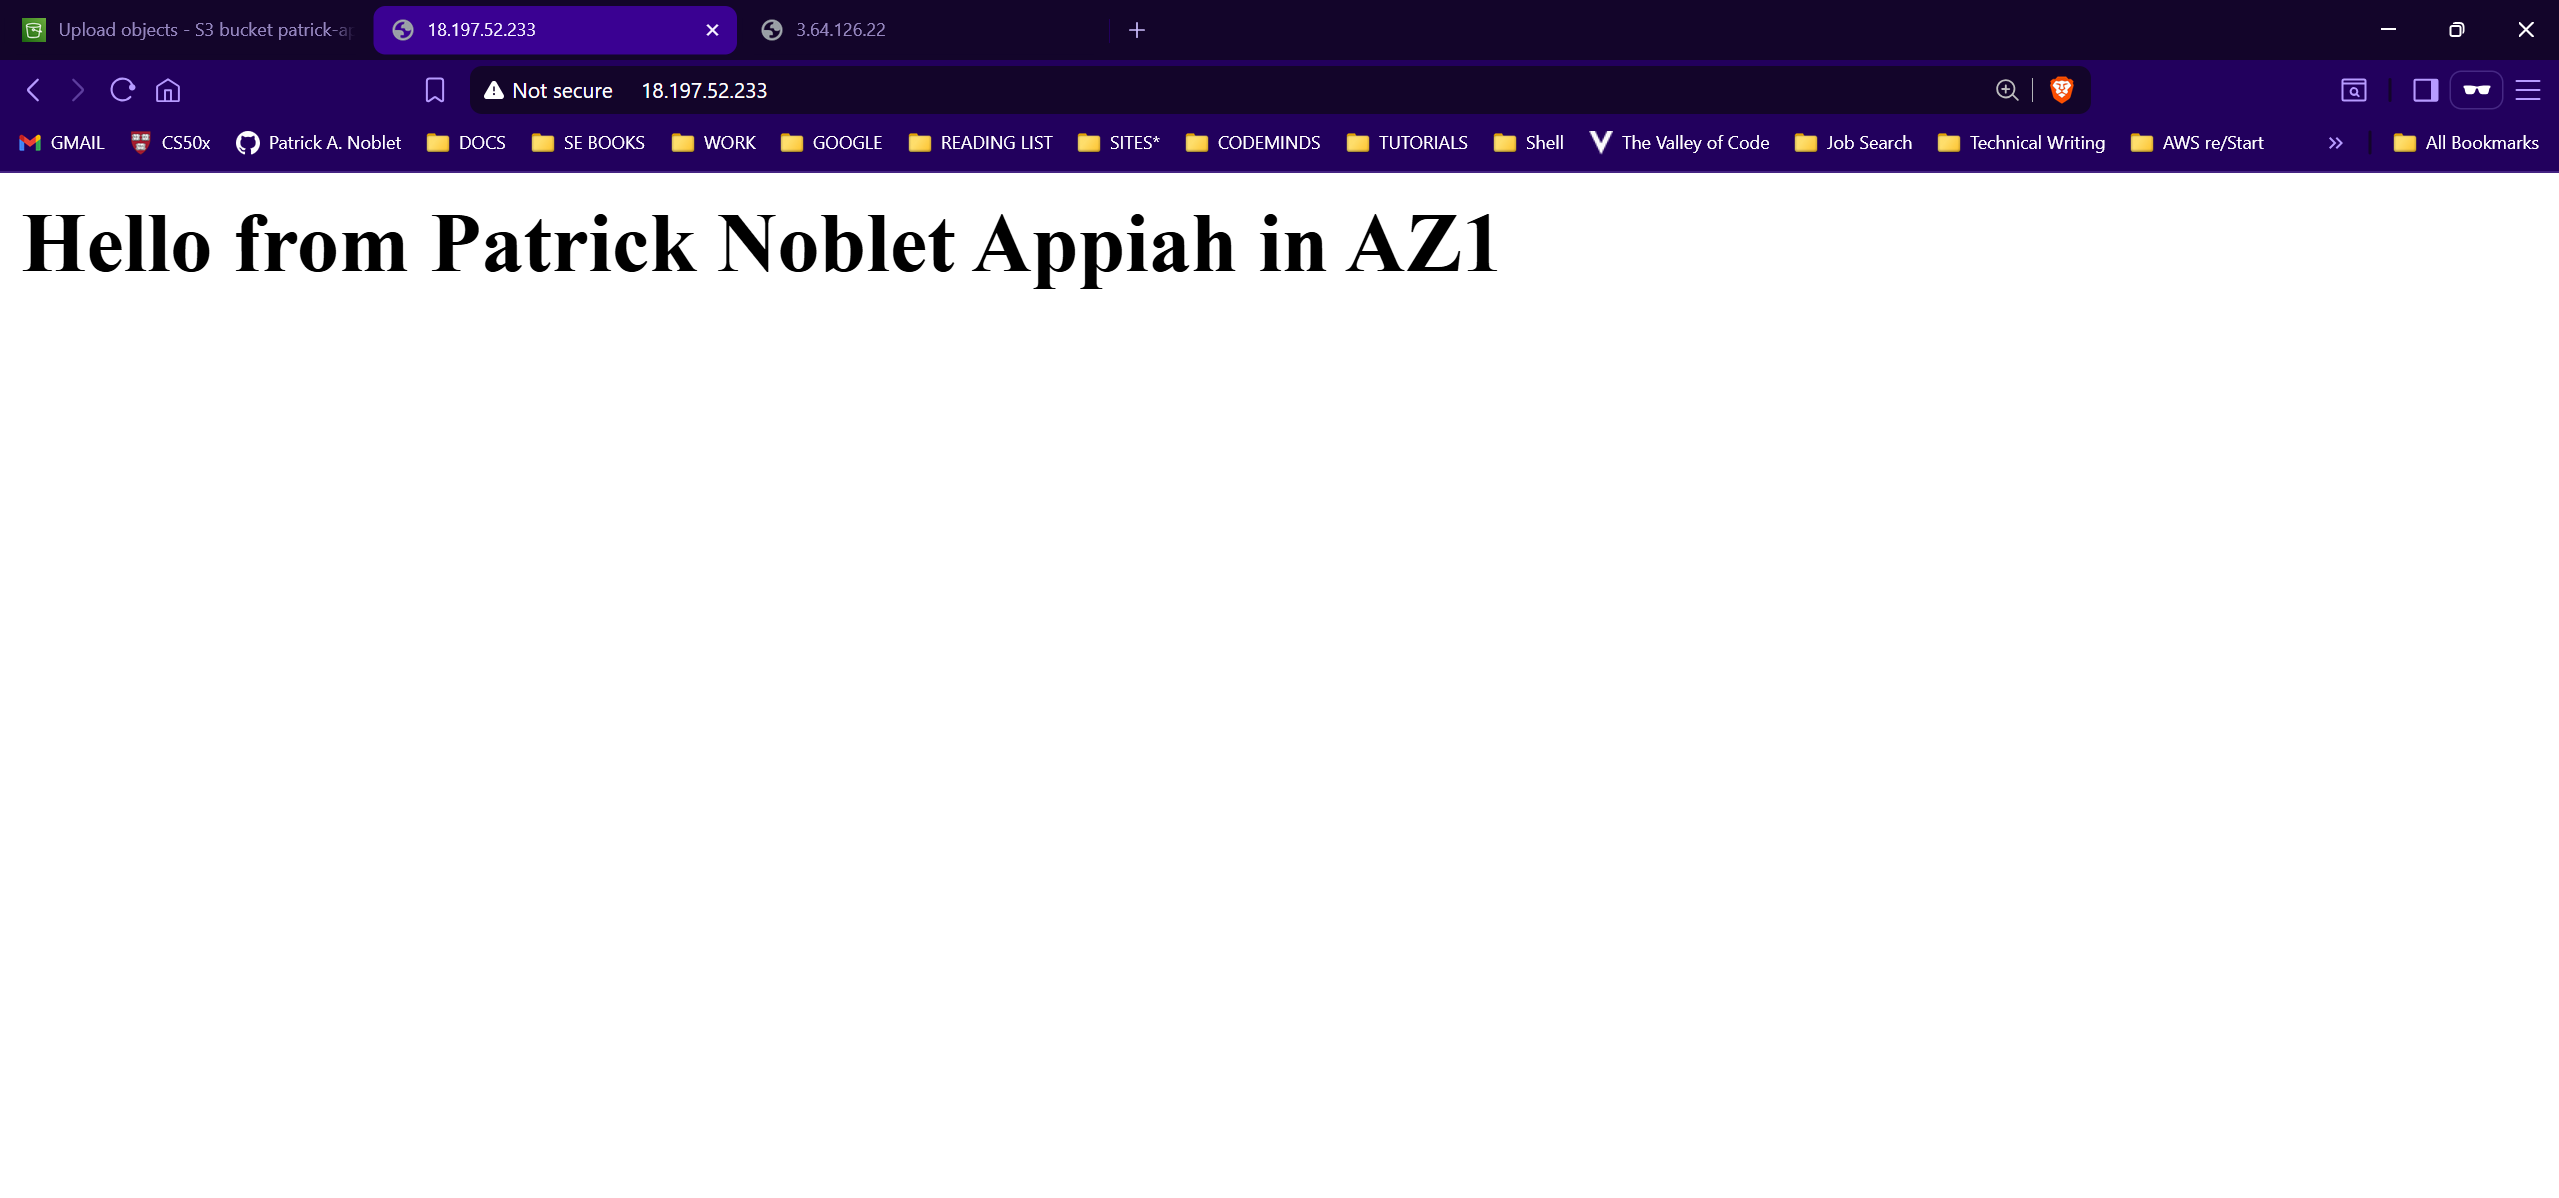 Upload objects - S3 bucket patrick-ap
18.197.52.233
3.64.126.22
Not secure 18.197.52.233
GMAIL CS50x Patrick A. Noblet DOCS SE BOOKS WORK GOOGLE READING LIST SITES* CODEMINDS TUTORIALS Shell The Valley of Code Job Search Technical Writing AWS re/Start » All Bookmarks
Hello from Patrick Noblet Appiah in AZ1